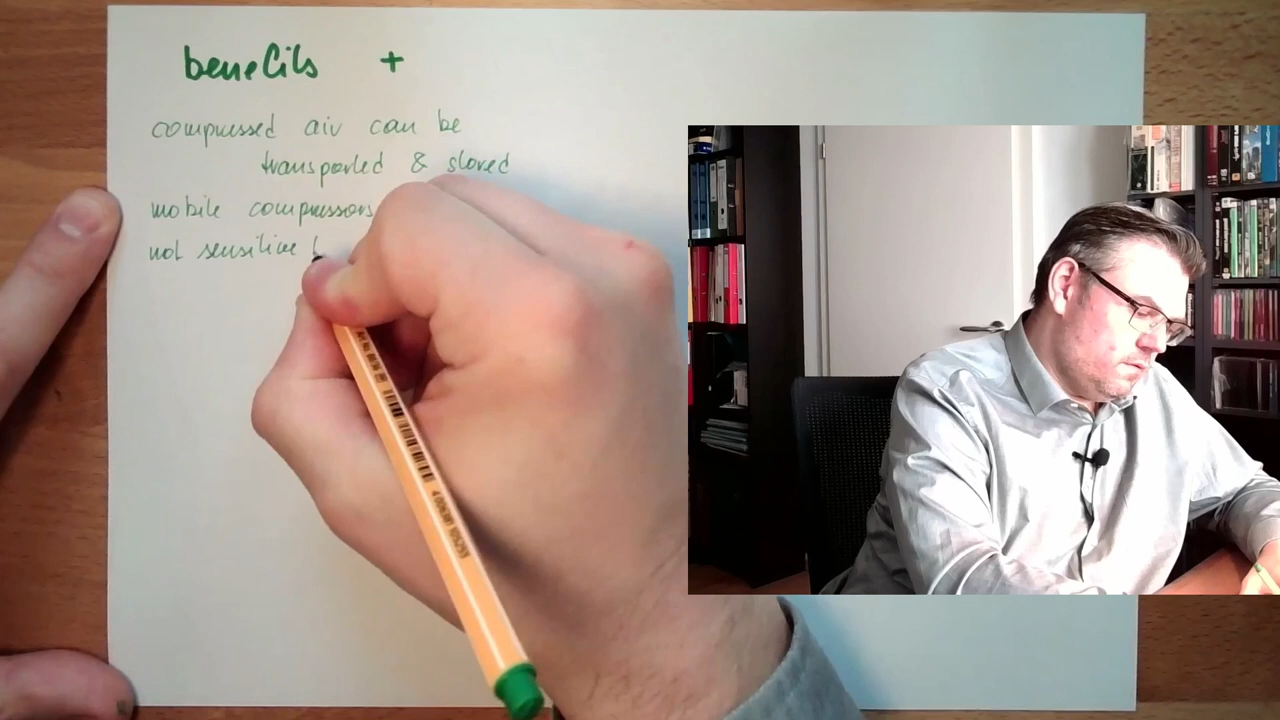 benefits +
compressed air can be
transported & stored
mobile compressors
not sensitive t